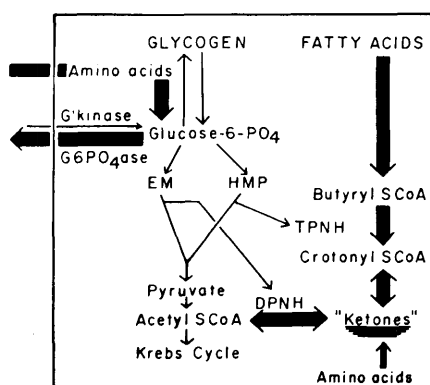 GLYCOGEN
FATTY ACIDS
Amino acids
G'kinase
Glucose-6-PO4
G6PO4ase
EM
HMP
TPNH
Butyryl SCoA
Crotonyl SCoA
Pyruvate
DPNH
Acetyl SCoA
"Ketones"
Krebs Cycle
Amino acids